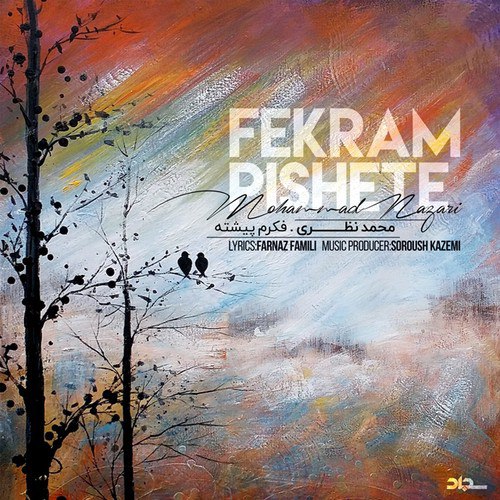 FEKRAM
PISHETE
Mohammad Nazari
محمد نظری . فکرم پیشته
LYRICS:FARNAZ FAMILI MUSIC PRODUCER:SOROUSH KAZEMI